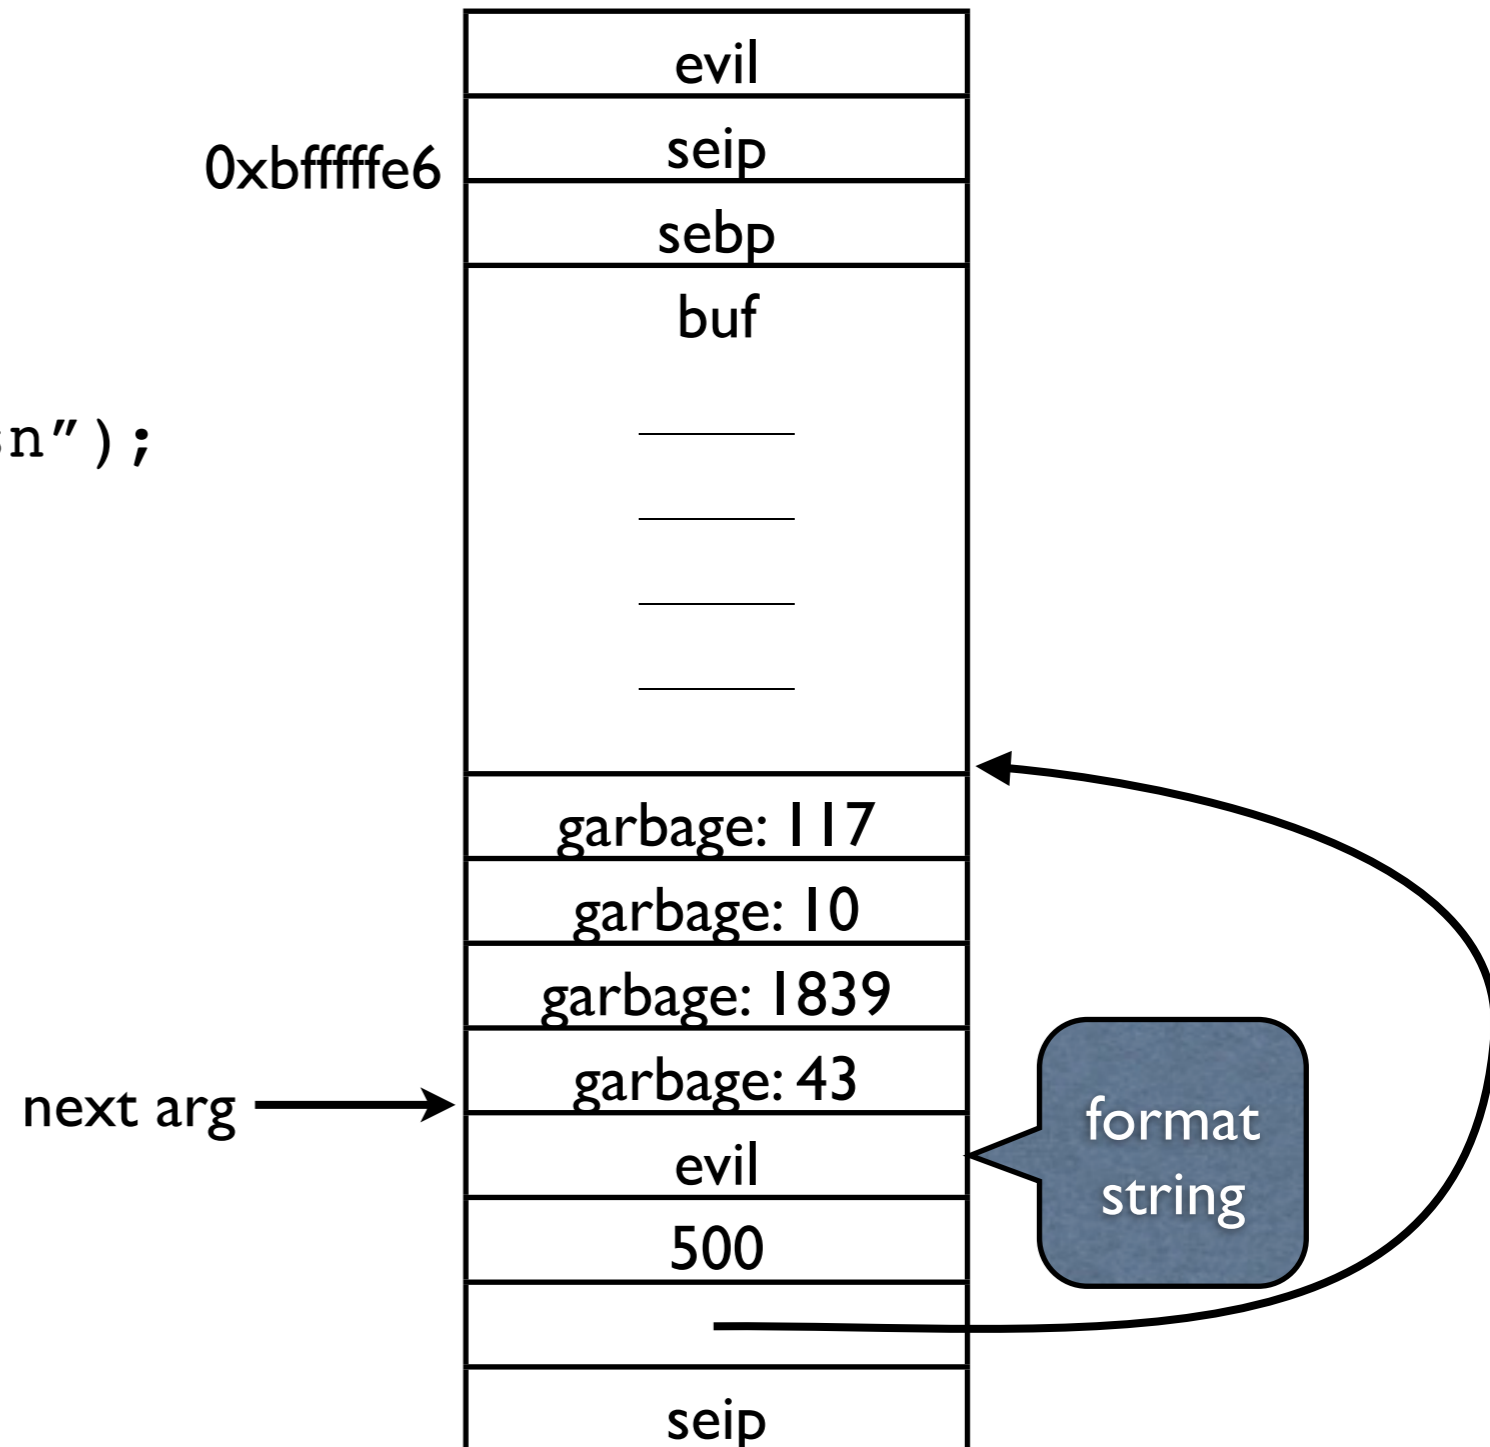 evil
0xbfffffe6
seip
sebp
buf
n”);
garbage: 117
garbage: 10
garbage: 1839
garbage: 43
next arg
evil
format
string
500
seip